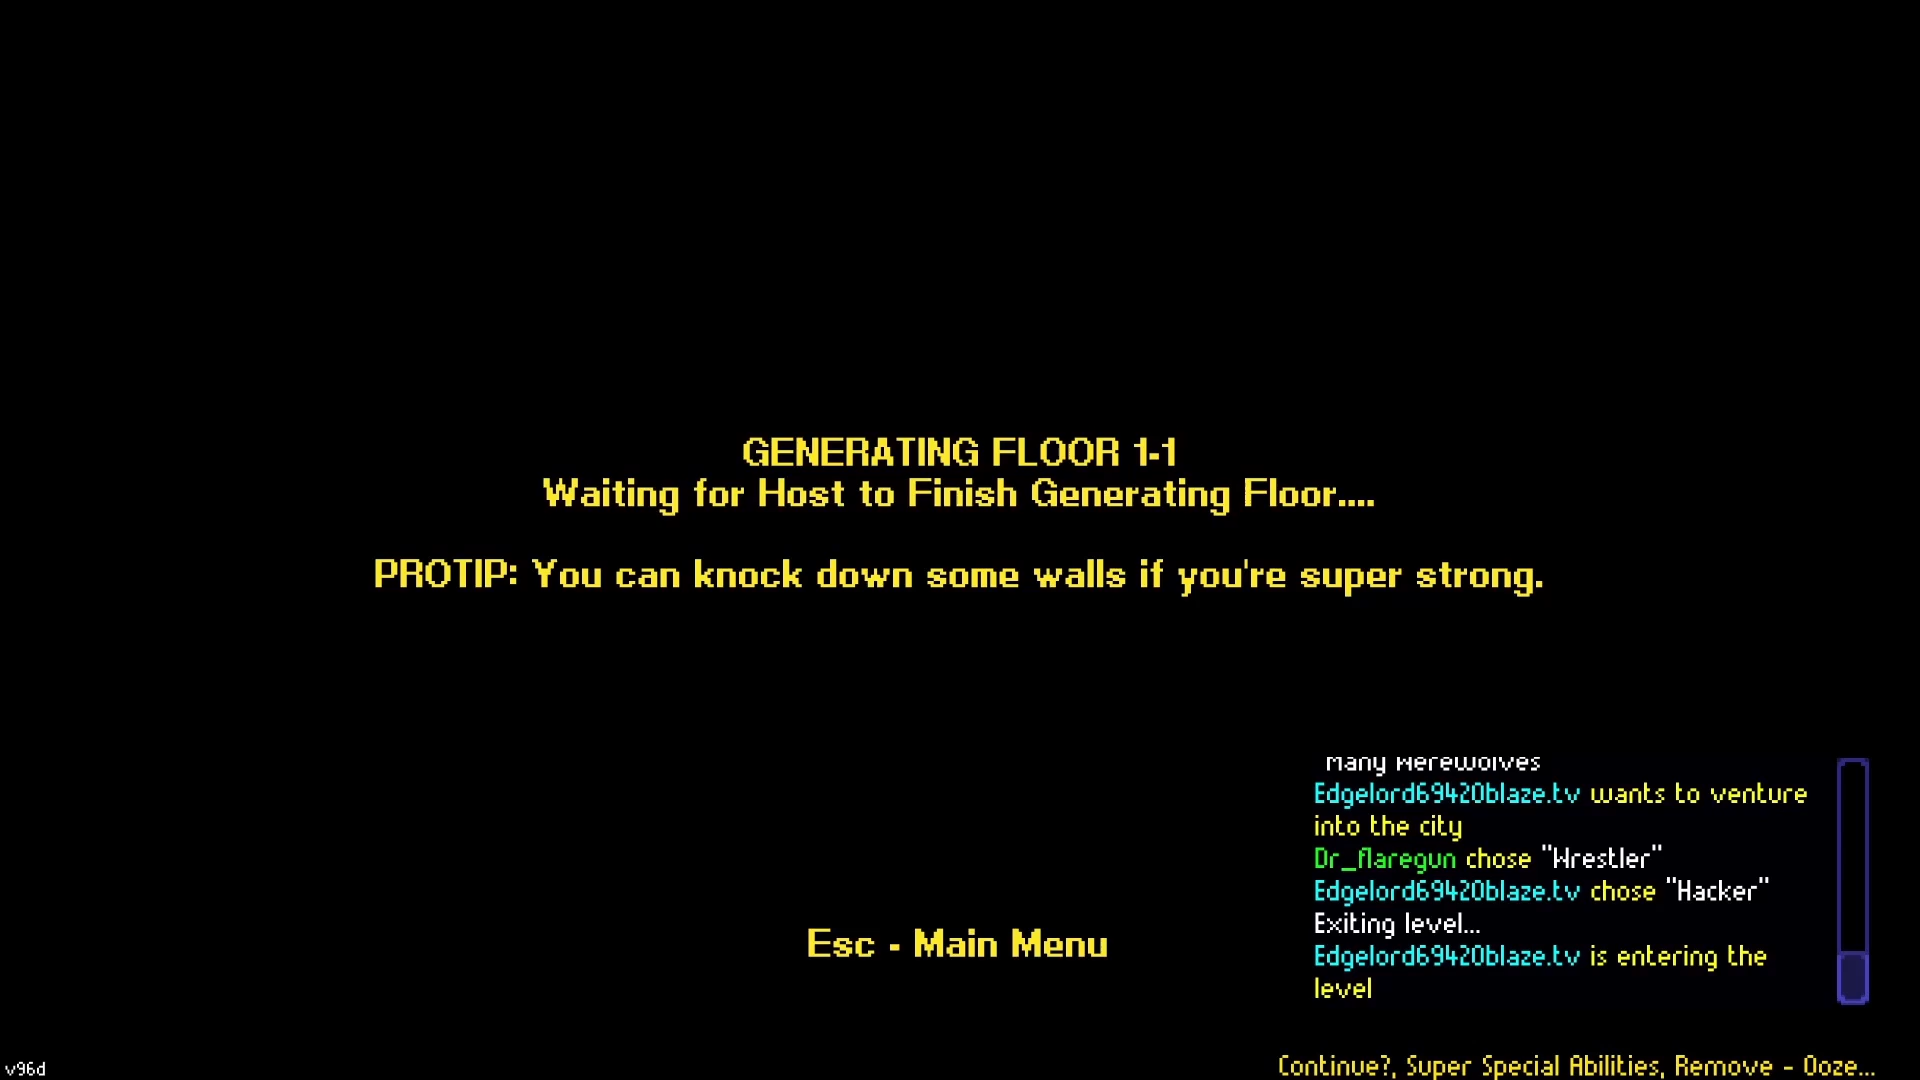 GENERATING FLOOR 1-1
Waiting for Host to Finish Generating Floor....
PROTIP: You can knock down some walls if you're super strong.
Many Werewolves
Edgelord69420blaze.tv wants to venture
into the city
Dr_flaregun chose "Wrestler"
Edgelord69420blaze.tv chose "Hacker"
Exiting level...
Edgelord69420blaze.tv is entering the
level
Esc - Main Menu
v96d
Continue?, Super Special Abilities, Remove - Ooze...